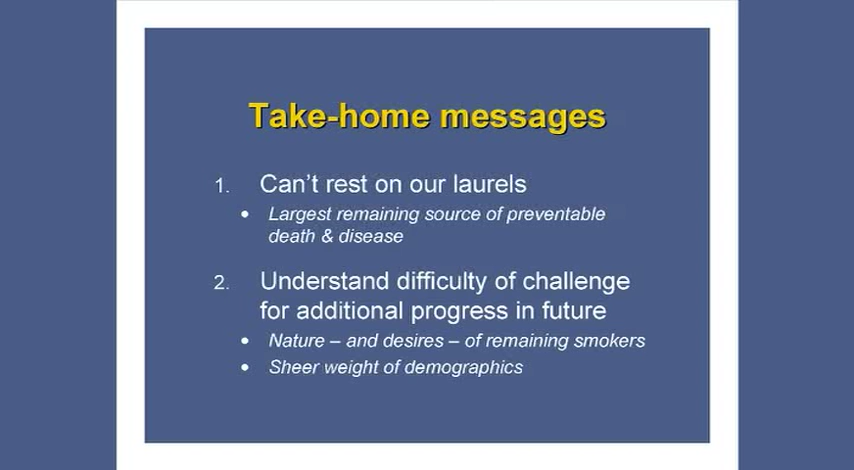 Take-home messages
1. Can't rest on our laurels
• Largest remaining source of preventable
death & disease
2. Understand difficulty of challenge
for additional progress in future
• Nature – and desires – of remaining smokers
• Sheer weight of demographics